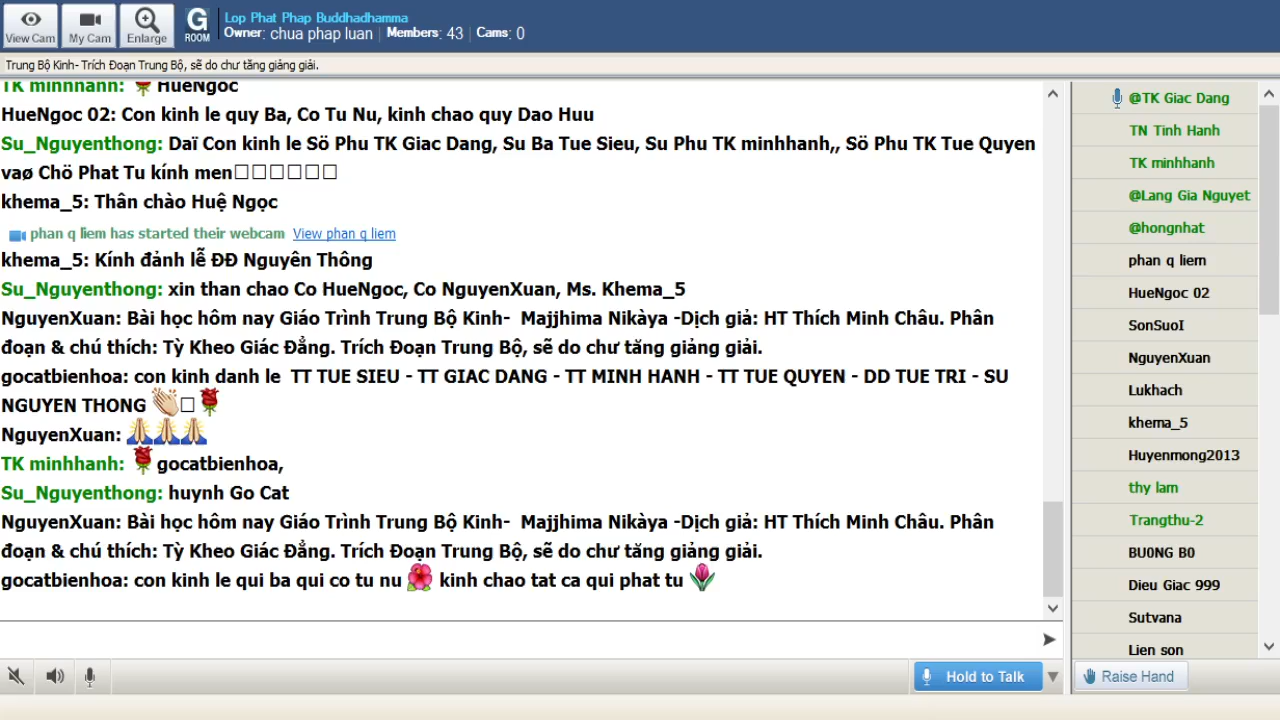 View Cam
My Cam
Enlarge
G
ROOM
Lop Phat Phap Buddhadhamma
Owner: chua phap luan | Members: 43 | Cams: 0
Trung Bộ Kinh- Trích Đoạn Trung Bộ, sẽ do chư tăng giảng giải.
TK minhhanh: HueNgoc
HueNgoc 02: Con kinh le quy Ba, Co Tu Nu, kinh chao quy Dao Huu
Su_Nguyenthong: Daï Con kinh le Sö Phu TK Giac Dang, Su Ba Tue Sieu, Su Phu TK minhhanh,, Sö Phu TK Tue Quyen
vaø Chö Phat Tu kính men□□□□□□
khema_5: Thân chào Huệ Ngọc
phan q liem has started their webcam View phan q liem
khema_5: Kính đảnh lễ ĐĐ Nguyên Thông
Su_Nguyenthong: xin than chao Co HueNgoc, Co NguyenXuan, Ms. Khema_5
NguyenXuan: Bài học hôm nay Giáo Trình Trung Bộ Kinh- Majjhima Nikàya -Dịch giả: HT Thích Minh Châu. Phân
đoạn & chú thích: Tỳ Kheo Giác Đẳng. Trích Đoạn Trung Bộ, sẽ do chư tăng giảng giải.
gocatbienhoa: con kinh danh le TT TUE SIEU - TT GIAC DANG - TT MINH HANH - TT TUE QUYEN - DD TUE TRI - SU
NGUYEN THONG 👏□🌹
NguyenXuan: 🙏🙏🙏
TK minhhanh: 🌹gocatbienhoa,
Su_Nguyenthong: huynh Go Cat
NguyenXuan: Bài học hôm nay Giáo Trình Trung Bộ Kinh- Majjhima Nikàya -Dịch giả: HT Thích Minh Châu. Phân
đoạn & chú thích: Tỳ Kheo Giác Đẳng. Trích Đoạn Trung Bộ, sẽ do chư tăng giảng giải.
gocatbienhoa: con kinh le qui ba qui co tu nu 🌺 kinh chao tat ca qui phat tu 🌷
Hold to Talk
@TK Giac Dang
TN Tinh Hanh
TK minhhanh
@Lang Gia Nguyet
@hongnhat
phan q liem
HueNgoc 02
SonSuoI
NguyenXuan
Lukhach
khema_5
Huyenmong2013
thy lam
Trangthu-2
BU0NG B0
Dieu Giac 999
Sutvana
Lien son
Raise Hand